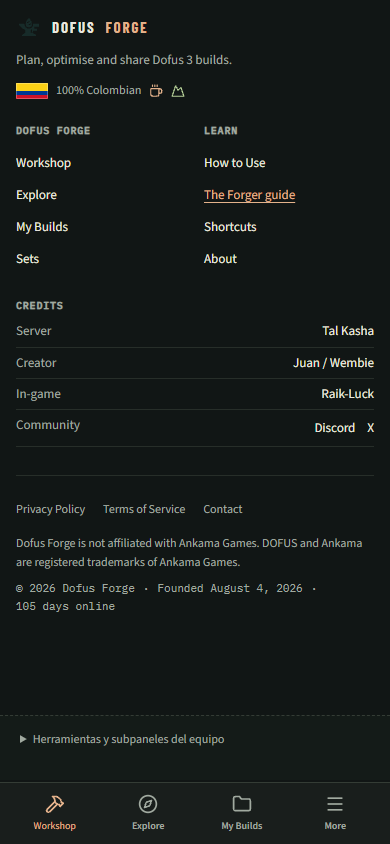 DOFUS FORGE
Plan, optimise and share Dofus 3 builds.
100% Colombian
DOFUS FORGE LEARN
Workshop How to Use
Explore The Forger guide
My Builds Shortcuts
Sets About
CREDITS
Server Tal Kasha
Creator Juan / Wembie
In-game Raik-Luck
Community Discord X
Privacy Policy Terms of Service Contact
Dofus Forge is not affiliated with Ankama Games. DOFUS and Ankama
are registered trademarks of Ankama Games.
© 2026 Dofus Forge · Founded August 4, 2026 ·
105 days online
Herramientas y subpaneles del equipo
Workshop Explore My Builds More